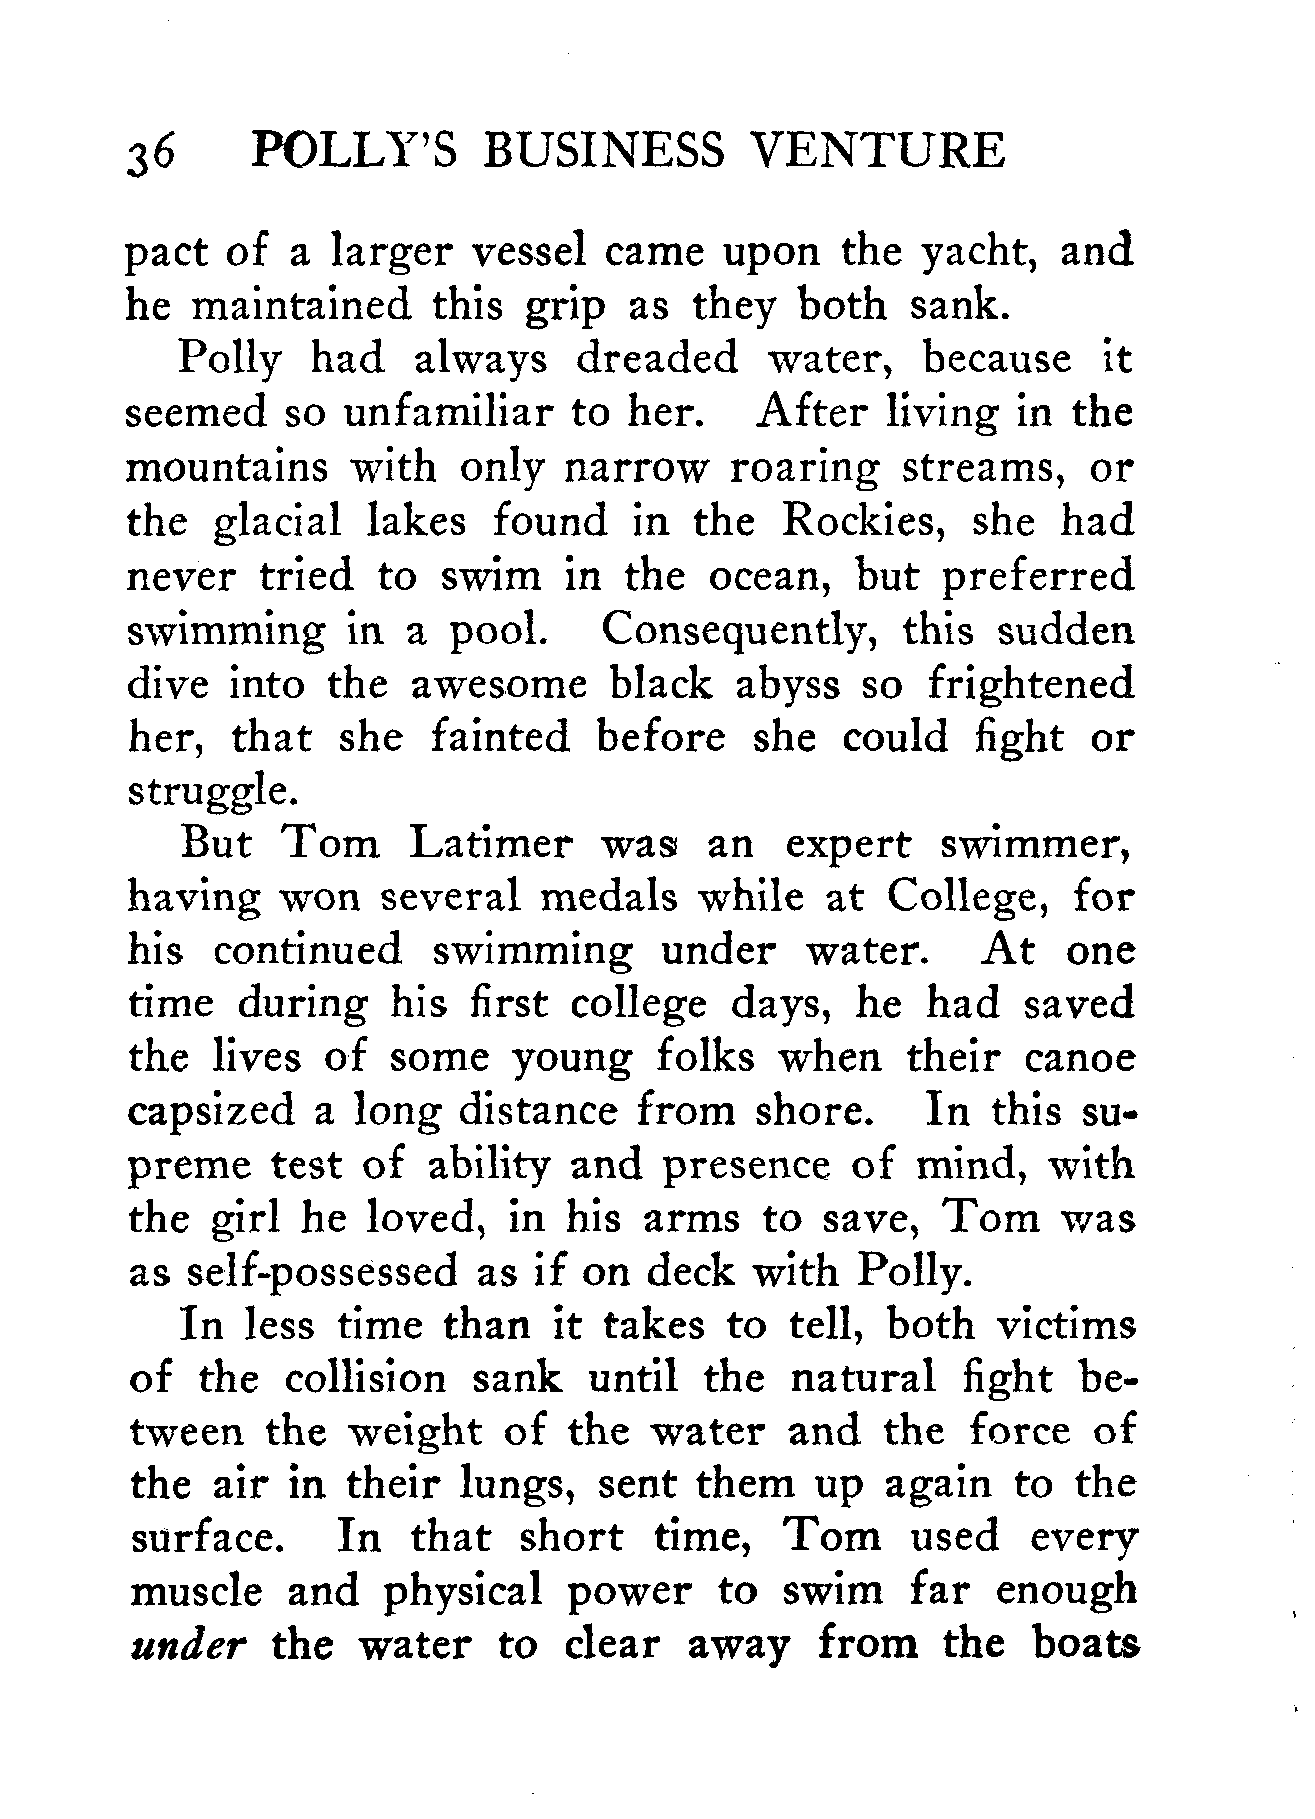 36 POLLY'S BUSINESS VENTURE
pact of a larger vessel came upon the yacht, and
he maintained this grip as they both sank.
Polly had always dreaded water, because it
seemed so unfamiliar to her. After living in the
mountains with only narrow roaring streams, or
the glacial lakes found in the Rockies, she had
never tried to swim in the ocean, but preferred
swimming in a pool. Consequently, this sudden
dive into the awesome black abyss so frightened
her, that she fainted before she could fight or
struggle.
But Tom Latimer was an expert swimmer,
having won several medals while at College, for
his continued swimming under water. At one
time during his first college days, he had saved
the lives of some young folks when their canoe
capsized a long distance from shore. In this su-
preme test of ability and presence of mind, with
the girl he loved, in his arms to save, Tom was
as self-possessed as if on deck with Polly.
In less time than it takes to tell, both victims
of the collision sank until the natural fight be-
tween the weight of the water and the force of
the air in their lungs, sent them up again to the
surface. In that short time, Tom used every
muscle and physical power to swim far enough
under the water to clear away from the boats